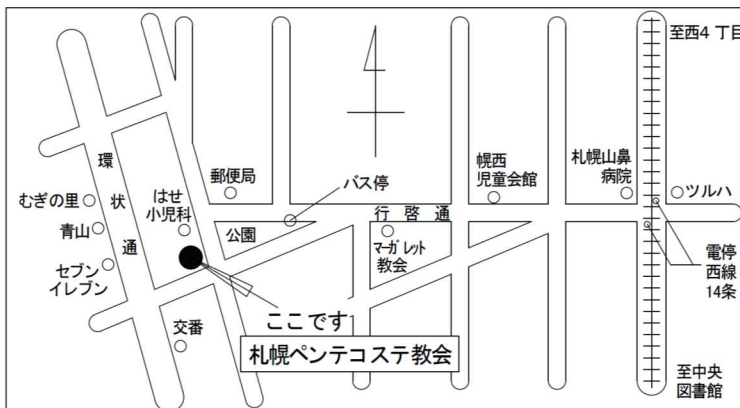 至西4 丁目
環
状
通
郵便局
バス停
幌西
児童会館
札幌山鼻
病院
ツルハ
むぎの里
はせ
小児科
青山
公園
行 啓 通
マーガレット
教会
セブン
イレブン
電停
西線
14条
交番
ここです
札幌ペンテコステ教会
至中央
図書館